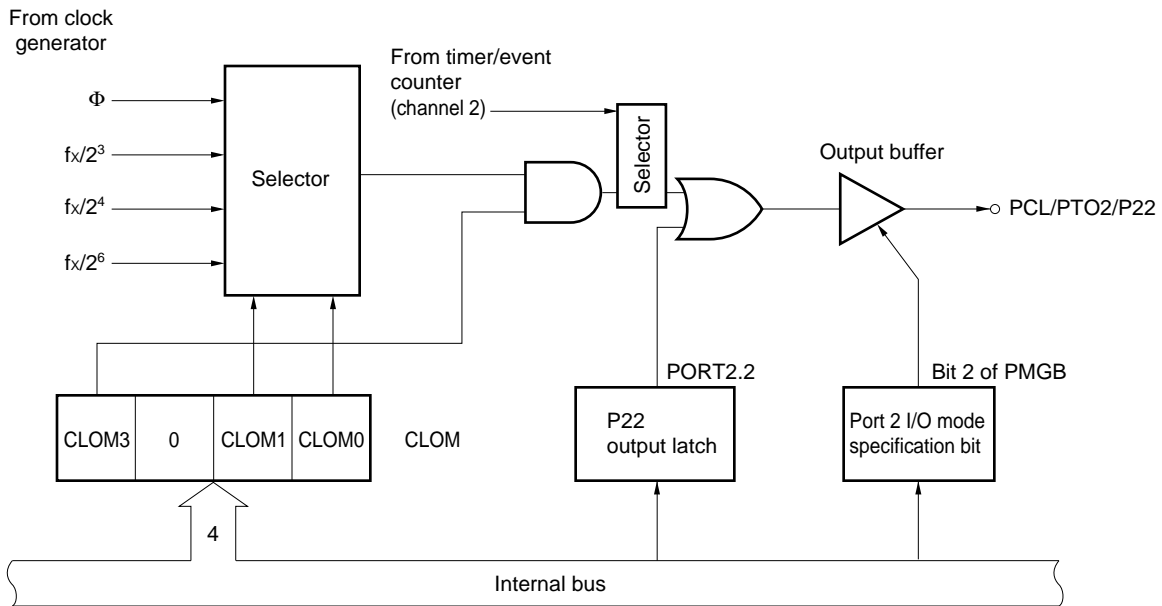 From clock
generator
Φ
fX/2³
fX/2⁴
fX/2⁶
Selector
From timer/event
counter
(channel 2)
Selector
Output buffer
PCL/PTO2/P22
PORT2.2
Bit 2 of PMGB
CLOM3 0 CLOM1 CLOM0 CLOM
P22
output latch
Port 2 I/O mode
specification bit
4
Internal bus